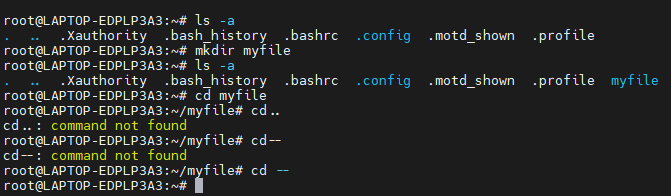 root@LAPTOP-EDPLP3A3:~# ls -a
. .. .Xauthority .bash_history .bashrc .config .motd_shown .profile
root@LAPTOP-EDPLP3A3:~# mkdir myfile
root@LAPTOP-EDPLP3A3:~# ls -a
. .. .Xauthority .bash_history .bashrc .config .motd_shown .profile myfile
root@LAPTOP-EDPLP3A3:~# cd myfile
root@LAPTOP-EDPLP3A3:~/myfile# cd..
cd..: command not found
root@LAPTOP-EDPLP3A3:~/myfile# cd--
cd--: command not found
root@LAPTOP-EDPLP3A3:~/myfile# cd --
root@LAPTOP-EDPLP3A3:~#